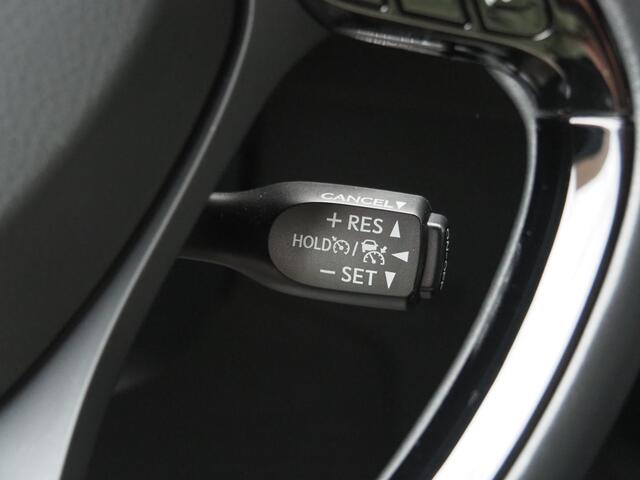 CANCEL▼
+ RES ▲
HOLD / ◀
− SET ▼